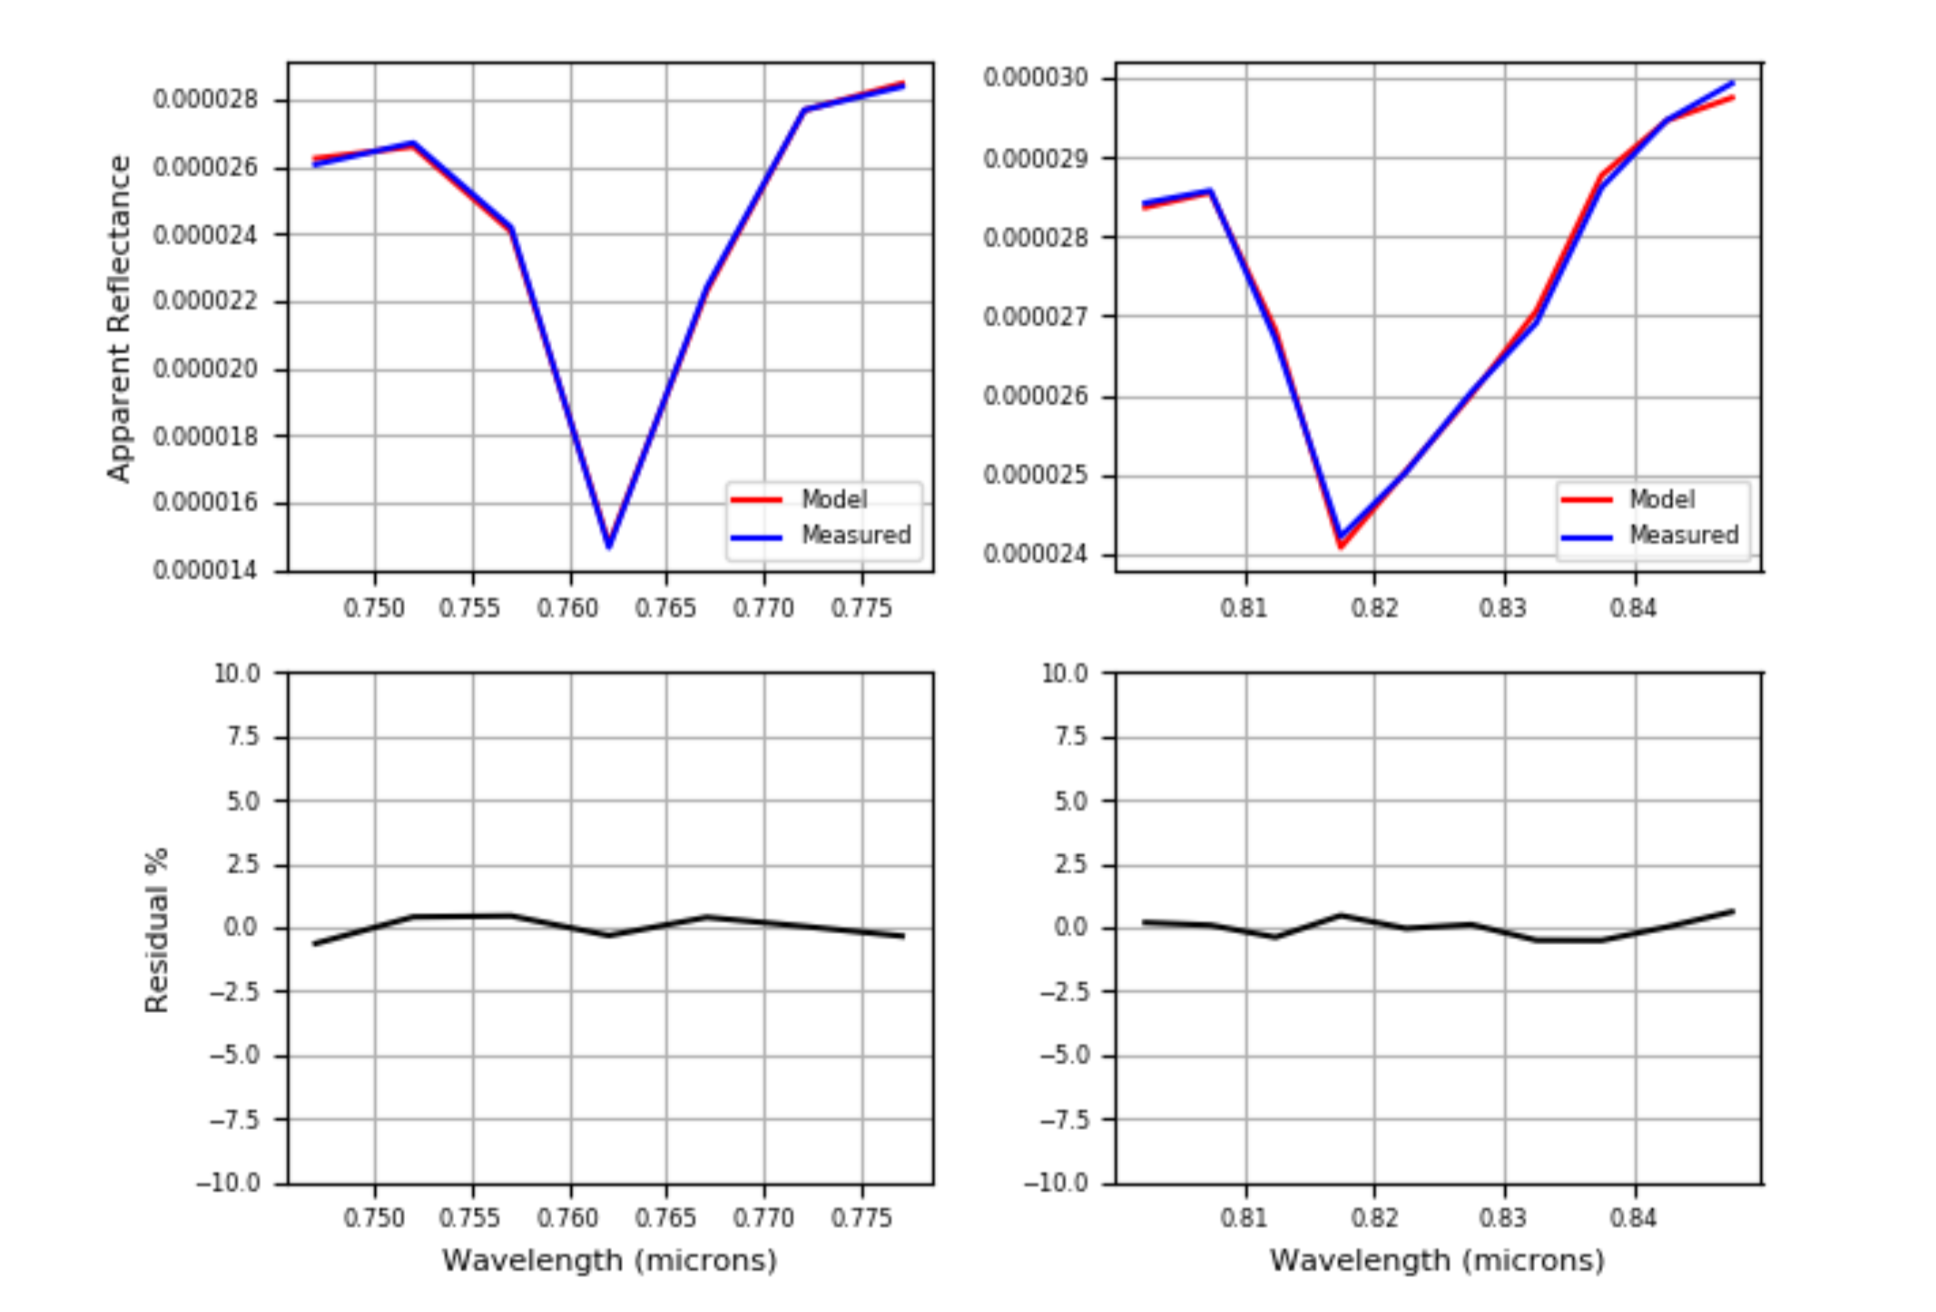 Apparent Reflectance
0.000028
0.000026
0.000024
0.000022
0.000020
0.000018
0.000016
0.000014
0.750 0.755 0.760 0.765 0.770 0.775
Model
Measured
0.000030
0.000029
0.000028
0.000027
0.000026
0.000025
0.000024
0.81 0.82 0.83 0.84
Model
Measured
Residual %
10.0
7.5
5.0
2.5
0.0
−2.5
−5.0
−7.5
−10.0
0.750 0.755 0.760 0.765 0.770 0.775
Wavelength (microns)
10.0
7.5
5.0
2.5
0.0
−2.5
−5.0
−7.5
−10.0
0.81 0.82 0.83 0.84
Wavelength (microns)